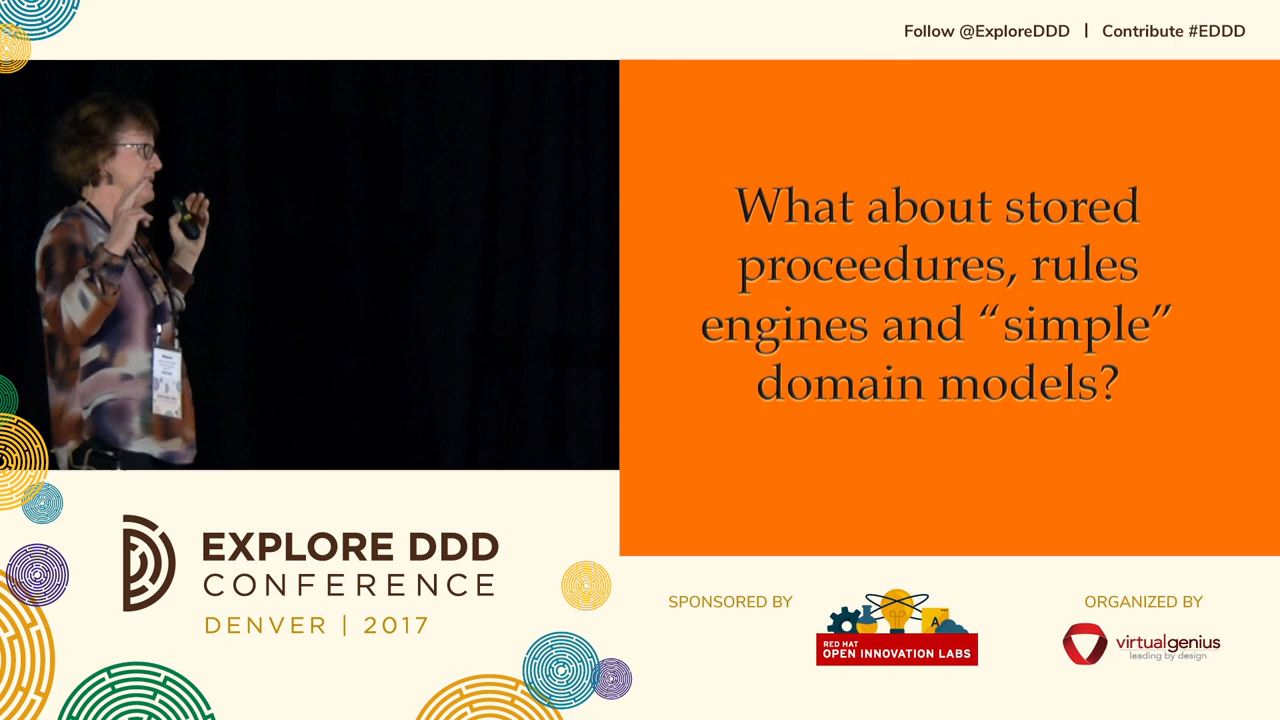 Follow @ExploreDDD | Contribute #EDDD
What about stored
proceedures, rules
engines and “simple”
domain models?
EXPLORE DDD
CONFERENCE
DENVER | 2017
SPONSORED BY
A
RED HAT
OPEN INNOVATION LABS
ORGANIZED BY
virtualgenius
leading by design